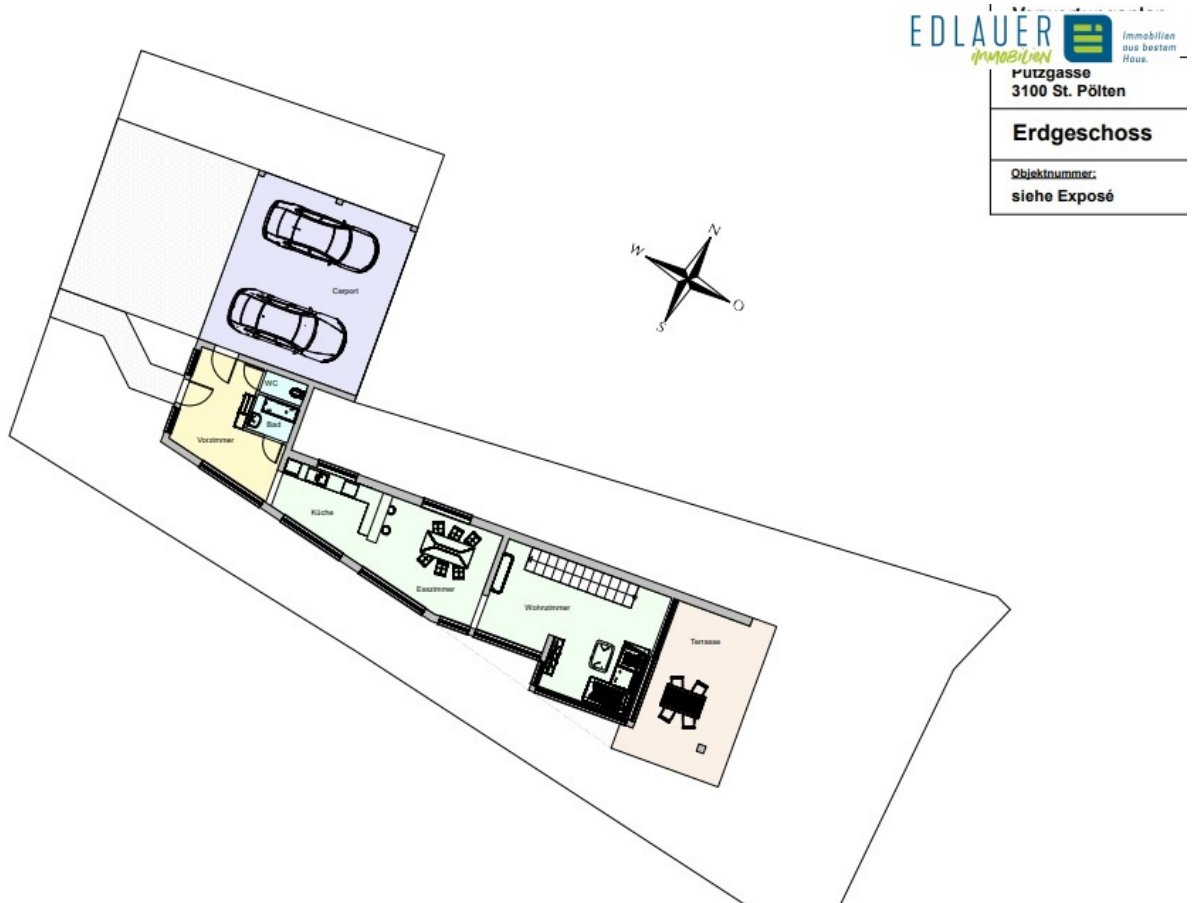 EDLAUER
IMMOBILIEN
Immobilien
aus bestem
Haus.
Putzgasse
3100 St. Pölten
Erdgeschoss
Objektnummer:
siehe Exposé
N
W
O
S
Carport
WC
Bad
Vorzimmer
Küche
Esszimmer
Wohnzimmer
Terrasse